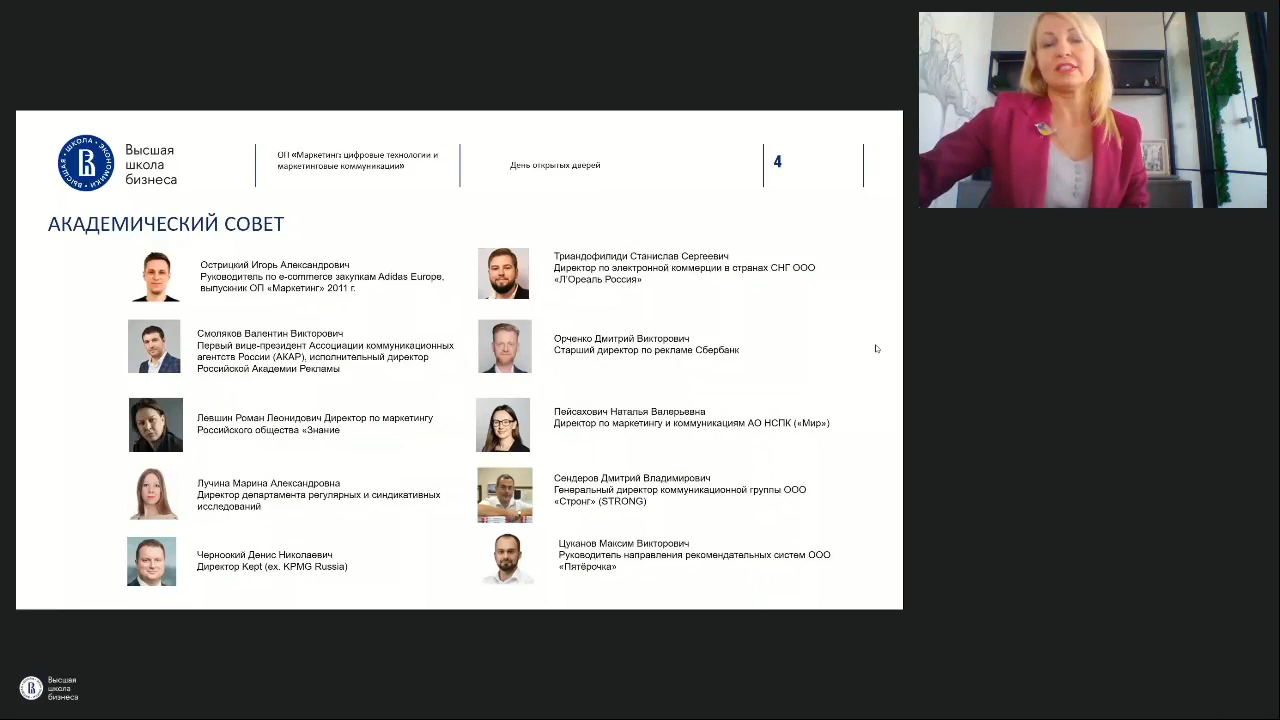 Высшая
школа
бизнеса
ВЫСШАЯ • ШКОЛА • ЭКОНОМИКИ •
ОП «Маркетинг: цифровые технологии и
маркетинговые коммуникации»
День открытых дверей
4
АКАДЕМИЧЕСКИЙ СОВЕТ
Острицкий Игорь Александрович
Руководитель по e-commerce закупкам Adidas Europe,
выпускник ОП «Маркетинг» 2011 г.
Смоляков Валентин Викторович
Первый вице-президент Ассоциации коммуникационных
агентств России (АКАР), исполнительный директор
Российской Академии Рекламы
Левшин Роман Леонидович Директор по маркетингу
Российского общества «Знание
Лучина Марина Александровна
Директор департамента регулярных и синдикативных
исследований
Черноокий Денис Николаевич
Директор Kept (ex. KPMG Russia)
Триандофилиди Станислав Сергеевич
Директор по электронной коммерции в странах СНГ ООО
«Л'Ореаль Россия»
Орченко Дмитрий Викторович
Старший директор по рекламе Сбербанк
Пейсахович Наталья Валерьевна
Директор по маркетингу и коммуникациям АО НСПК («Мир»)
Сендеров Дмитрий Владимирович
Генеральный директор коммуникационной группы ООО
«Стронг» (STRONG)
Цуканов Максим Викторович
Руководитель направления рекомендательных систем ООО
«Пятёрочка»
Высшая
школа
бизнеса